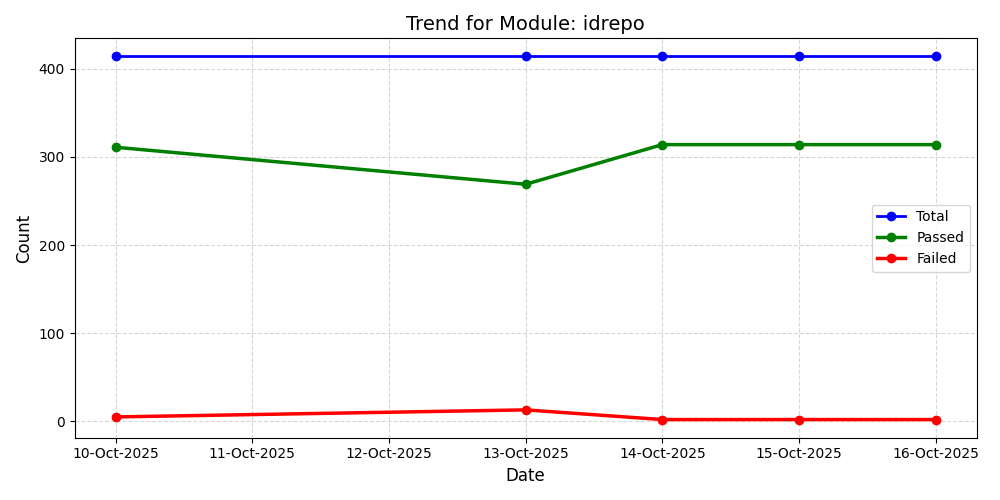 Trend for Module: idrepo
Count
400
300
200
100
0
Total
Passed
Failed
10-Oct-2025 11-Oct-2025 12-Oct-2025 13-Oct-2025 14-Oct-2025 15-Oct-2025 16-Oct-2025
Date